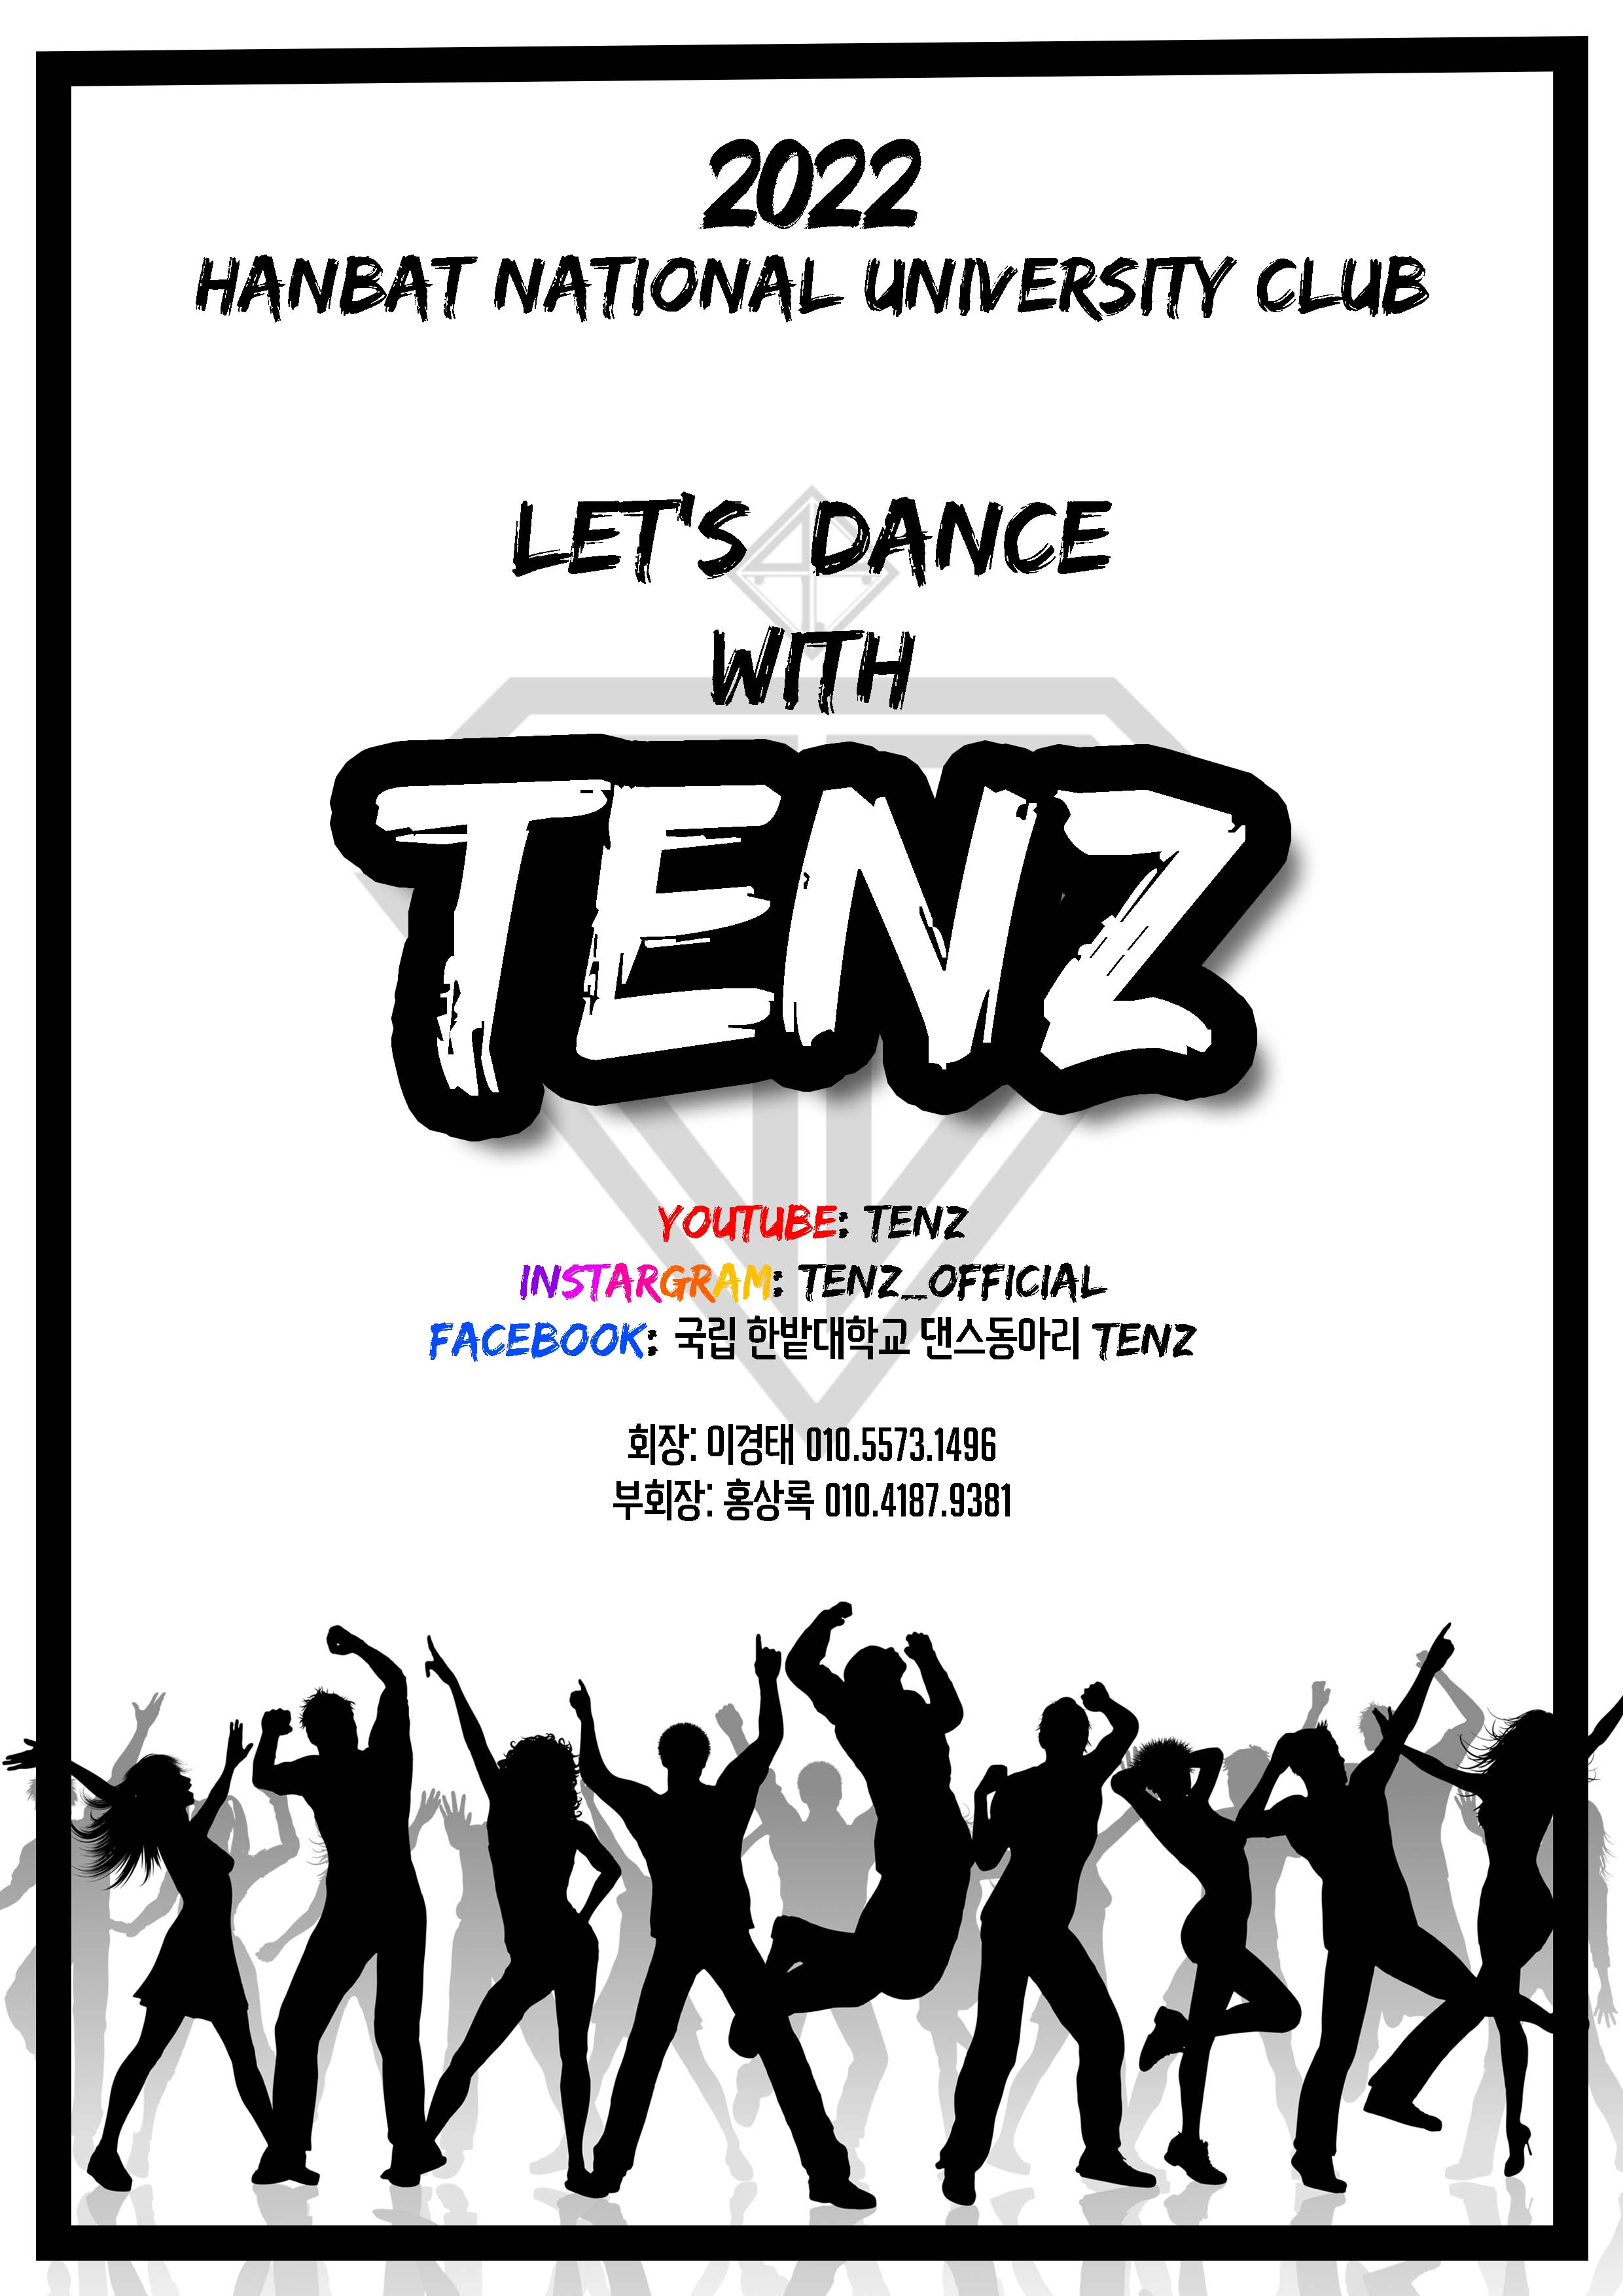 2022
HANBAT NATIONAL UNIVERSITY CLUB
LET'S DANCE
WITH
TENZ
YOUTUBE: TENZ
INSTARGRAM: TENZ_OFFICIAL
FACEBOOK: 국립 한밭대학교 댄스동아리 TENZ
회장: 이경태 010.5573.1496
부회장: 홍상록 010.4187.9381